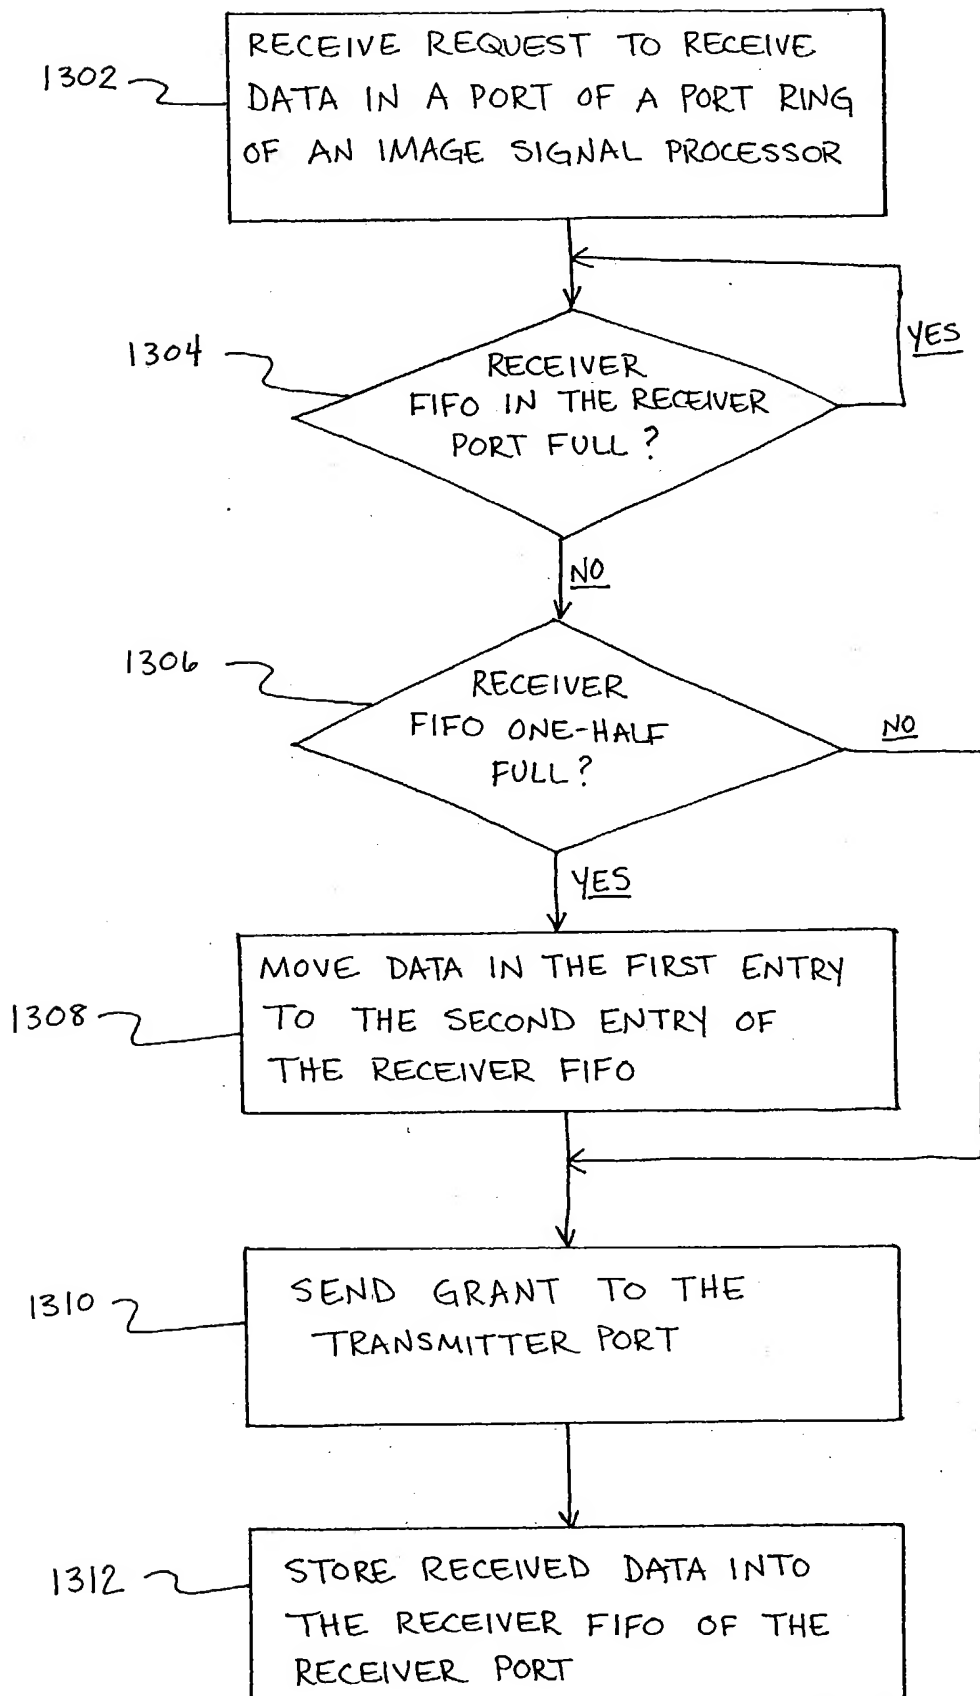 1302
RECEIVE REQUEST TO RECEIVE
DATA IN A PORT OF A PORT RING
OF AN IMAGE SIGNAL PROCESSOR
YES
1304
RECEIVER
FIFO IN THE RECEIVER
PORT FULL?
NO
1306
RECEIVER
FIFO ONE-HALF
FULL?
NO
YES
1308
MOVE DATA IN THE FIRST ENTRY
TO THE SECOND ENTRY OF
THE RECEIVER FIFO
1310
SEND GRANT TO THE
TRANSMITTER PORT
1312
STORE RECEIVED DATA INTO
THE RECEIVER FIFO OF THE
RECEIVER PORT